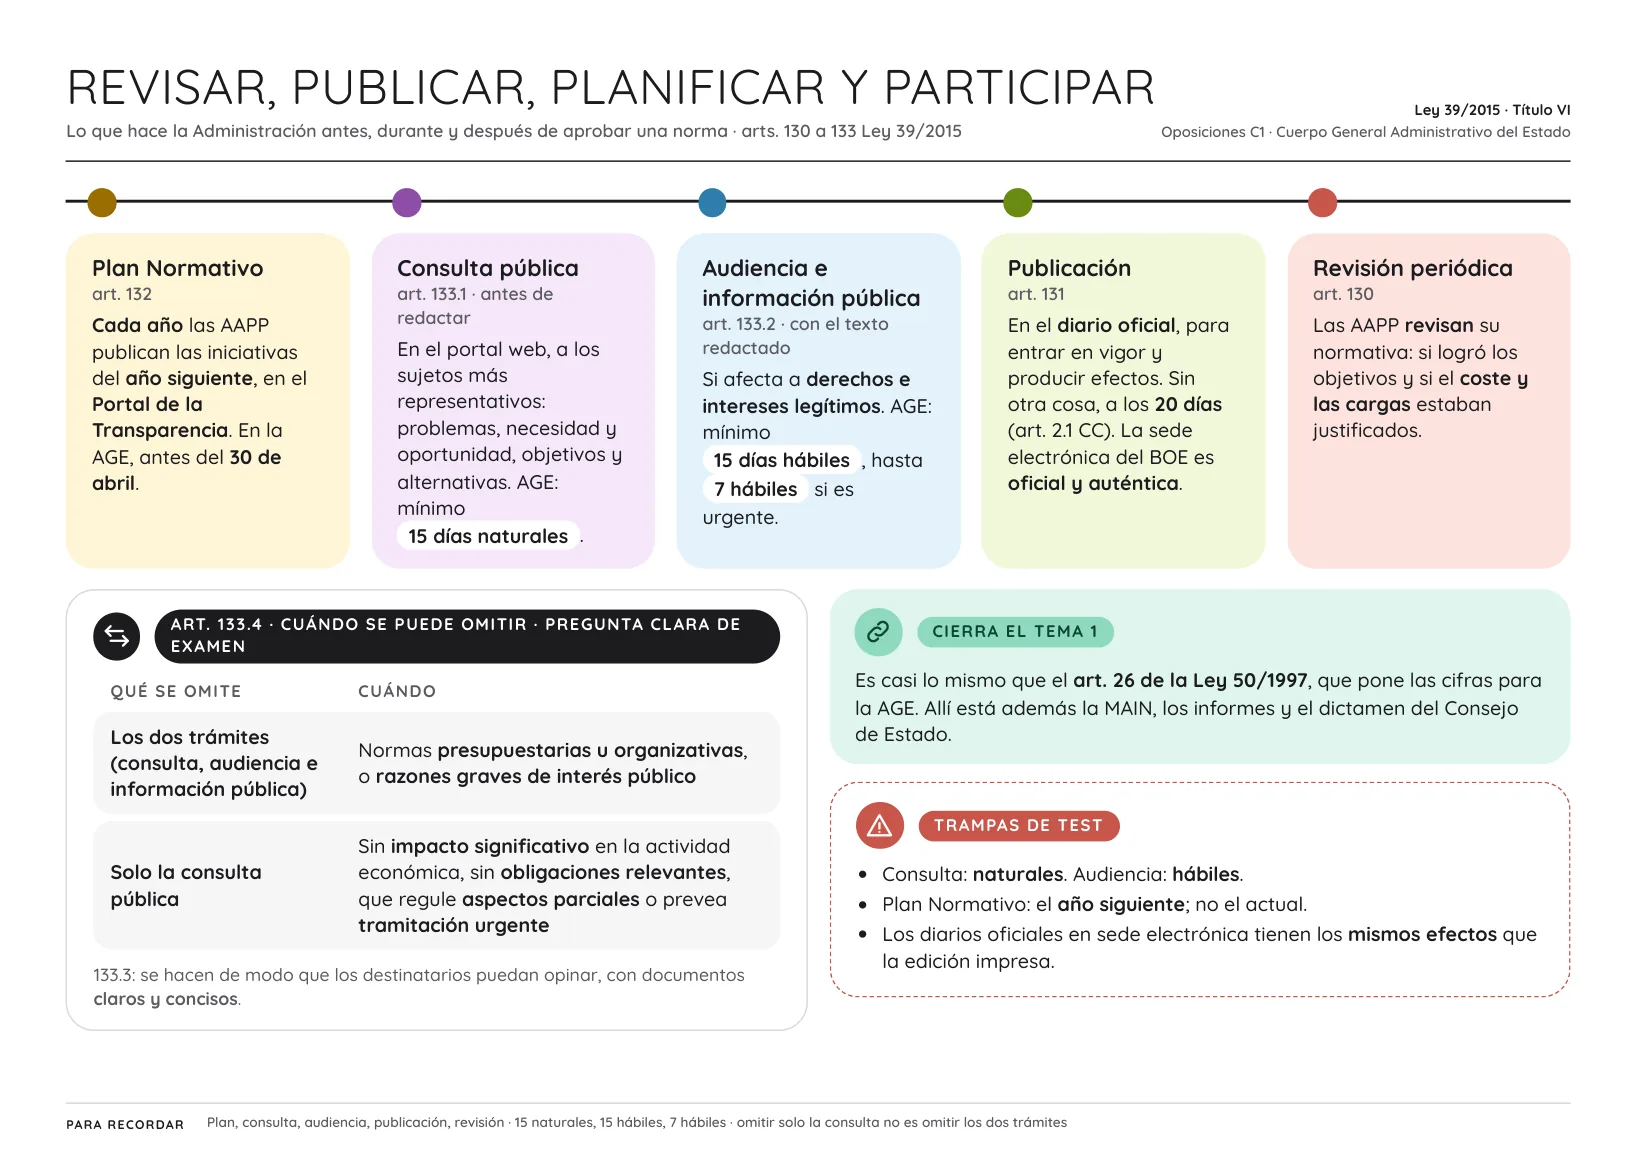 REVISAR, PUBLICAR, PLANIFICAR Y PARTICIPAR
Lo que hace la Administración antes, durante y después de aprobar una norma · arts. 130 a 133 Ley 39/2015
Ley 39/2015 · Título VI
Oposiciones C1 · Cuerpo General Administrativo del Estado
Plan Normativo
art. 132
Cada año las AAPP
publican las iniciativas
del año siguiente, en el
Portal de la
Transparencia. En la
AGE, antes del 30 de
abril.
Consulta pública
art. 133.1 · antes de
redactar
En el portal web, a los
sujetos más
representativos:
problemas, necesidad y
oportunidad, objetivos y
alternativas. AGE:
mínimo
15 días naturales .
Audiencia e
información pública
art. 133.2 · con el texto
redactado
Si afecta a derechos e
intereses legítimos. AGE:
mínimo
15 días hábiles , hasta
7 hábiles si es
urgente.
Publicación
art. 131
En el diario oficial, para
entrar en vigor y
producir efectos. Sin
otra cosa, a los 20 días
(art. 2.1 CC). La sede
electrónica del BOE es
oficial y auténtica.
Revisión periódica
art. 130
Las AAPP revisan su
normativa: si logró los
objetivos y si el coste y
las cargas estaban
justificados.
ART. 133.4 · CUÁNDO SE PUEDE OMITIR · PREGUNTA CLARA DE
EXAMEN
QUÉ SE OMITE CUÁNDO
Los dos trámites
(consulta, audiencia e
información pública)
Normas presupuestarias u organizativas,
o razones graves de interés público
Solo la consulta
pública
Sin impacto significativo en la actividad
económica, sin obligaciones relevantes,
que regule aspectos parciales o prevea
tramitación urgente
133.3: se hacen de modo que los destinatarios puedan opinar, con documentos
claros y concisos.
CIERRA EL TEMA 1
Es casi lo mismo que el art. 26 de la Ley 50/1997, que pone las cifras para
la AGE. Allí está además la MAIN, los informes y el dictamen del Consejo
de Estado.
TRAMPAS DE TEST
• Consulta: naturales. Audiencia: hábiles.
• Plan Normativo: el año siguiente; no el actual.
• Los diarios oficiales en sede electrónica tienen los mismos efectos que
la edición impresa.
PARA RECORDAR Plan, consulta, audiencia, publicación, revisión · 15 naturales, 15 hábiles, 7 hábiles · omitir solo la consulta no es omitir los dos trámites